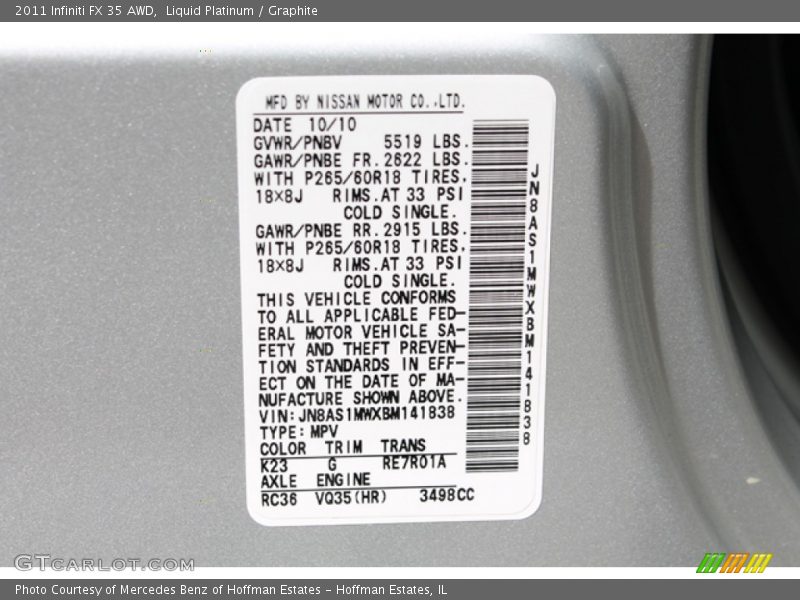 2011 Infiniti FX 35 AWD,  Liquid Platinum / Graphite
MFD BY NISSAN MOTOR CO.,LTD.
DATE 10/10
GVWR/PNBV 5519 LBS.
GAWR/PNBE FR. 2622 LBS.
WITH P265/60R18 TIRES,
18×8J RIMS.AT 33 PSI
COLD SINGLE.
GAWR/PNBE RR. 2915 LBS.
WITH P265/60R18 TIRES,
18×8J RIMS.AT 33 PSI
COLD SINGLE.
THIS VEHICLE CONFORMS
TO ALL APPLICABLE FED-
ERAL MOTOR VEHICLE SA-
FETY AND THEFT PREVEN-
TION STANDARDS IN EFF-
ECT ON THE DATE OF MA-
NUFACTURE SHOWN ABOVE.
VIN:JN8AS1MWXBM141838
TYPE:MPV
COLOR TRIM TRANS
K23 G RE7R01A
AXLE ENGINE
RC36 VQ35(HR) 3498CC
JN8AS1MWXBM141838
GTcarlot.com
Photo Courtesy of Mercedes Benz of Hoffman Estates - Hoffman Estates, IL